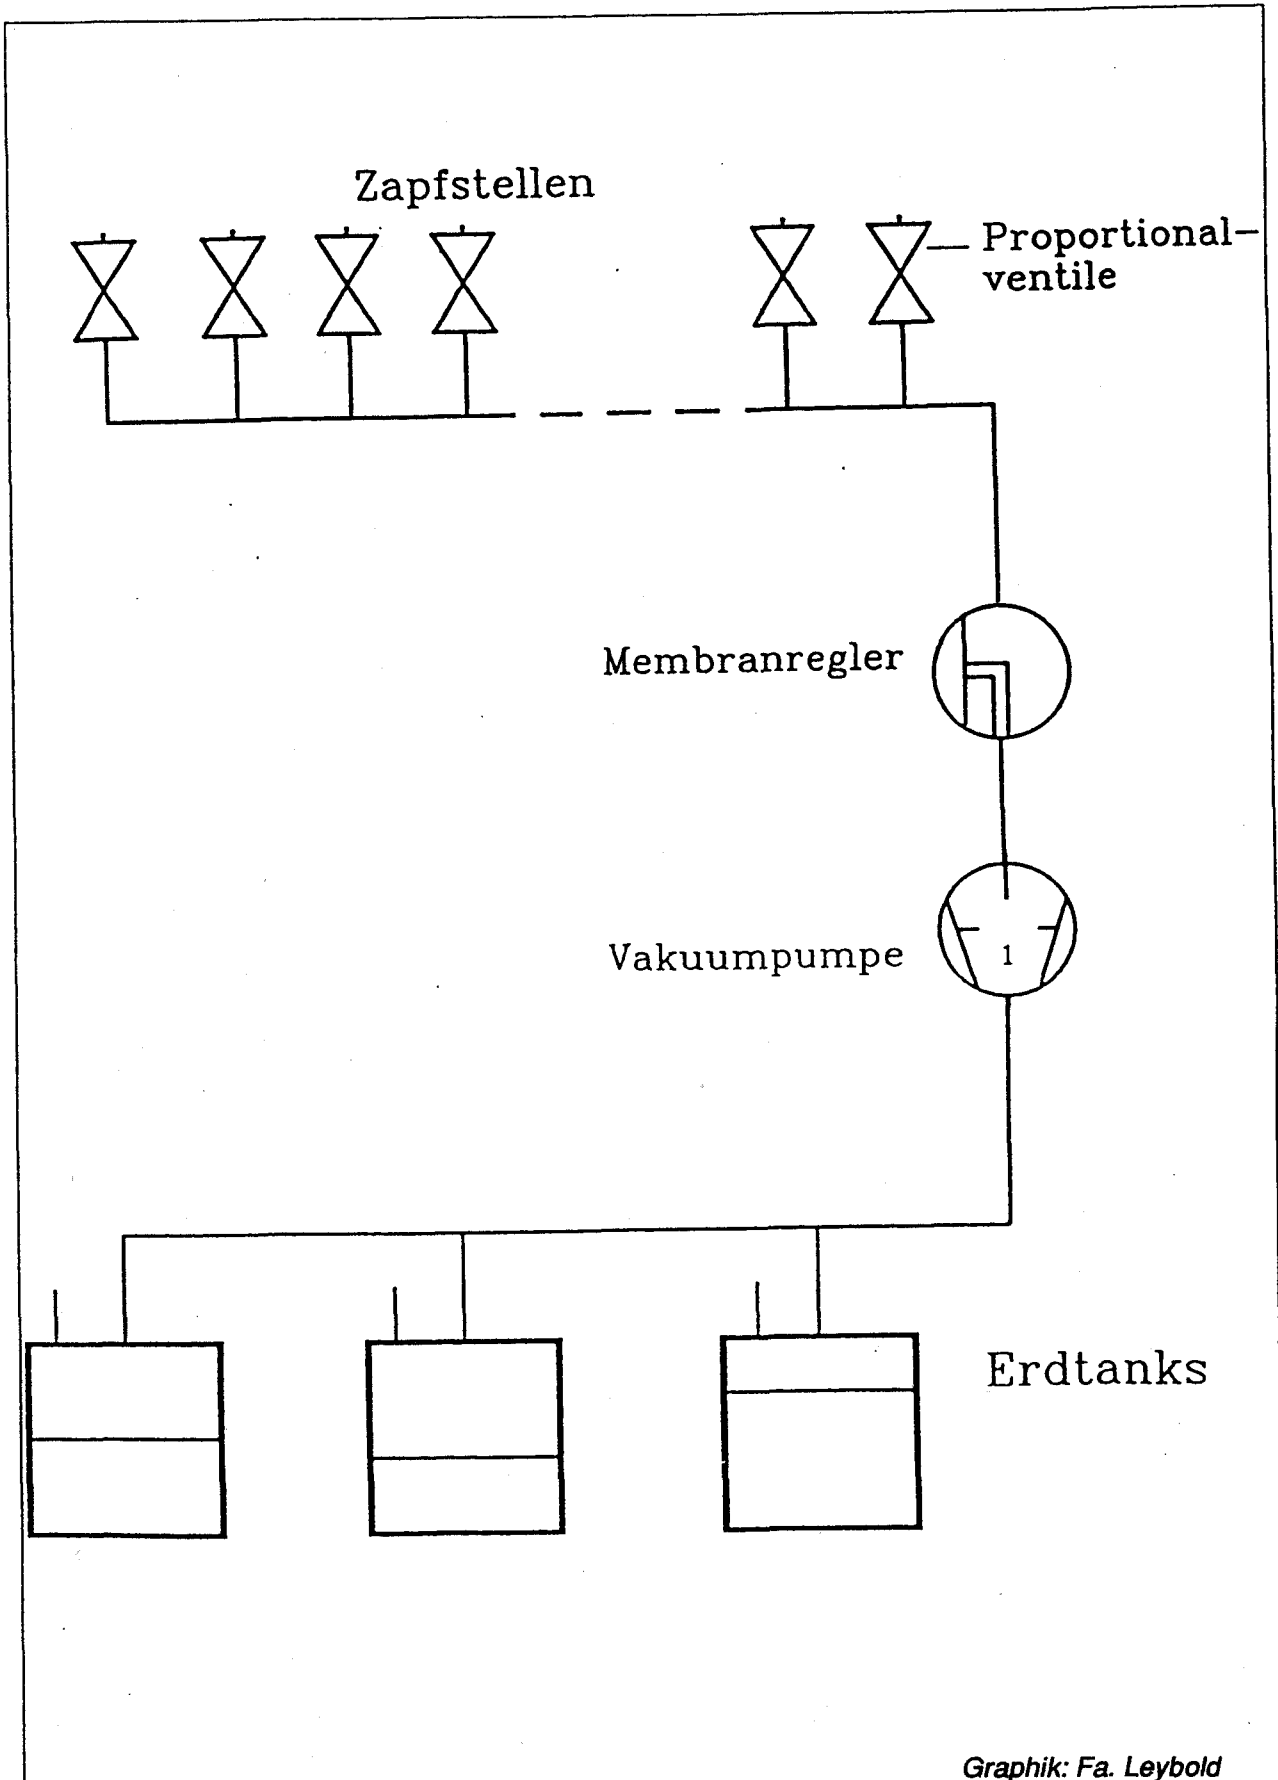 Zapfstellen
Proportional-
ventile
Membranregler
Vakuumpumpe
1
Erdtanks
Graphik: Fa. Leybold